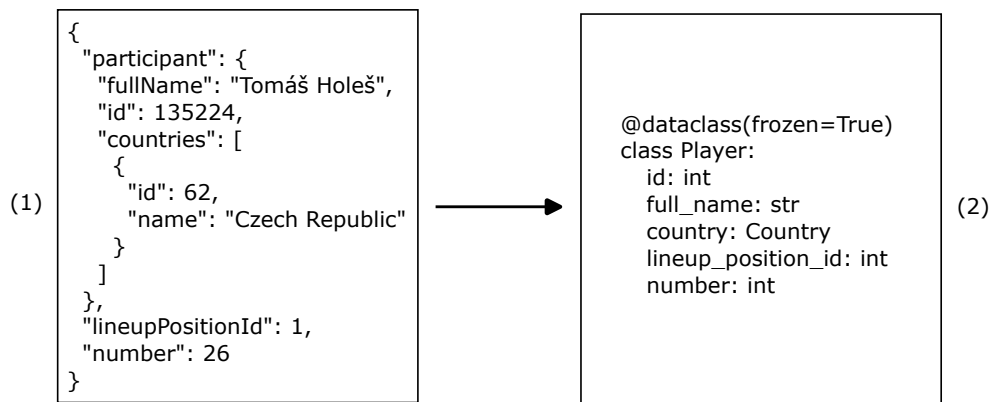 (1)
{
"participant": {
"fullName": "Tomáš Holeš",
"id": 135224,
"countries": [
{
"id": 62,
"name": "Czech Republic"
}
]
},
"lineupPositionId": 1,
"number": 26
}
@dataclass(frozen=True)
class Player:
id: int
full_name: str
country: Country
lineup_position_id: int
number: int
(2)